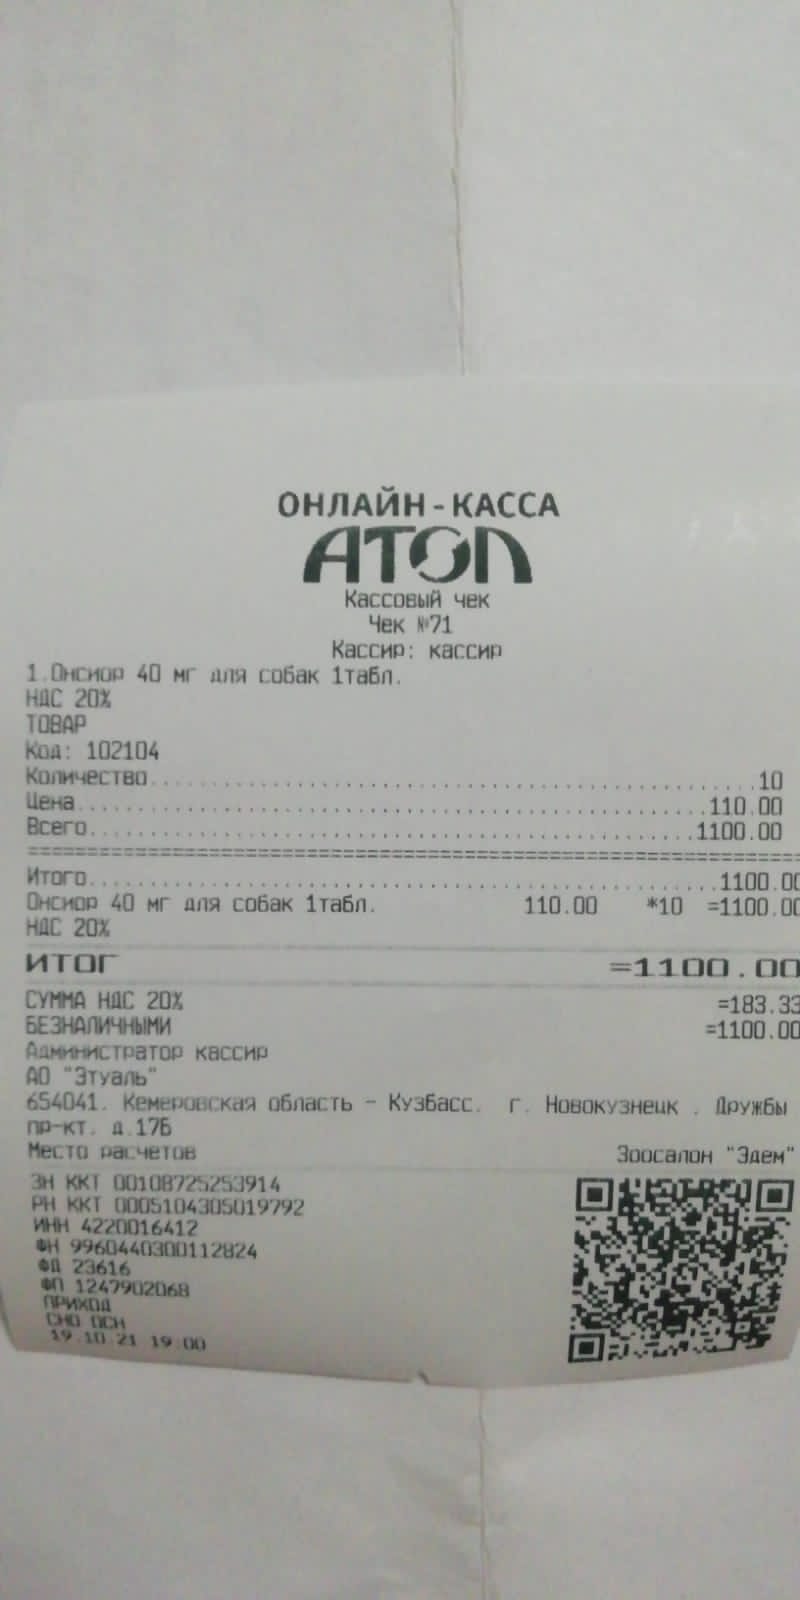 ОНЛАЙН-КАССА
АТОЛ
Кассовый чек
Чек №71
Кассир: кассир
1.Онсиор 40 мг для собак 1табл.
НДС 20%
ТОВАР
Код: 102104
Количество...10
Цена...110.00
Всего...1100.00
Итого...1100.00
Онсиор 40 мг для собак 1табл. 110.00 *10 =1100.00
НДС 20%
ИТОГ =1100.00
СУММА НДС 20% =183.33
БЕЗНАЛИЧНЫМИ =1100.00
Администратор кассир
АО "Этуаль"
654041. Кемеровская область - Кузбасс. г. Новокузнецк . Дружбы
пр-кт. д.17Б
Место расчетов Зоосалон "Эдем"
ЗН ККТ 00108725253914
РН ККТ 0005104305019792
ИНН 4220016412
ФН 9960440300112824
ФД 23616
ФП 1247902068
ПРИХОД
СНО ОСН
19.10.21 19:00